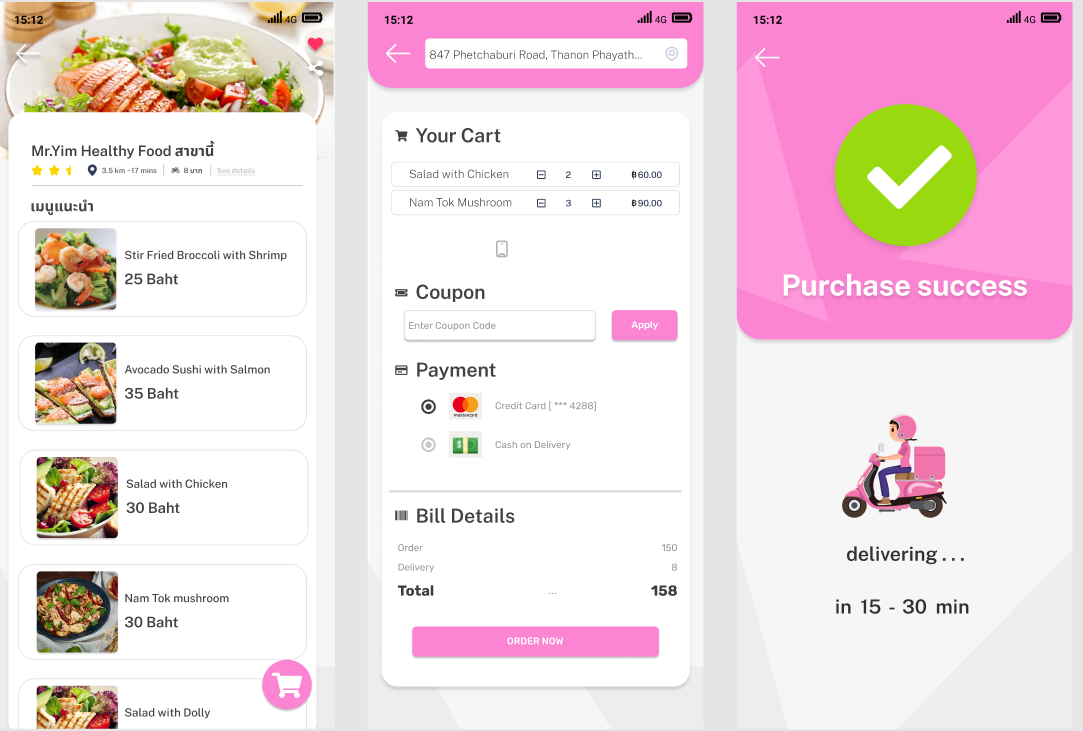 15:12
4G
Mr.Yim Healthy Food สาขานี้
3.5 km ~17 mins
8 บาท
See details
เมนูแนะนำ
Stir Fried Broccoli with Shrimp
25 Baht
Avocado Sushi with Salmon
35 Baht
Salad with Chicken
30 Baht
Nam Tok mushroom
30 Baht
Salad with Dolly
15:12
4G
847 Phetchaburi Road, Thanon Phayath...
Your Cart
Salad with Chicken 2 ฿60.00
Nam Tok Mushroom 3 ฿90.00
Coupon
Enter Coupon Code
Apply
Payment
mastercard
Credit Card [ *** 4288]
Cash on Delivery
Bill Details
Order 150
Delivery 8
Total ... 158
ORDER NOW
15:12
4G
Purchase success
delivering . . .
in 15 - 30 min